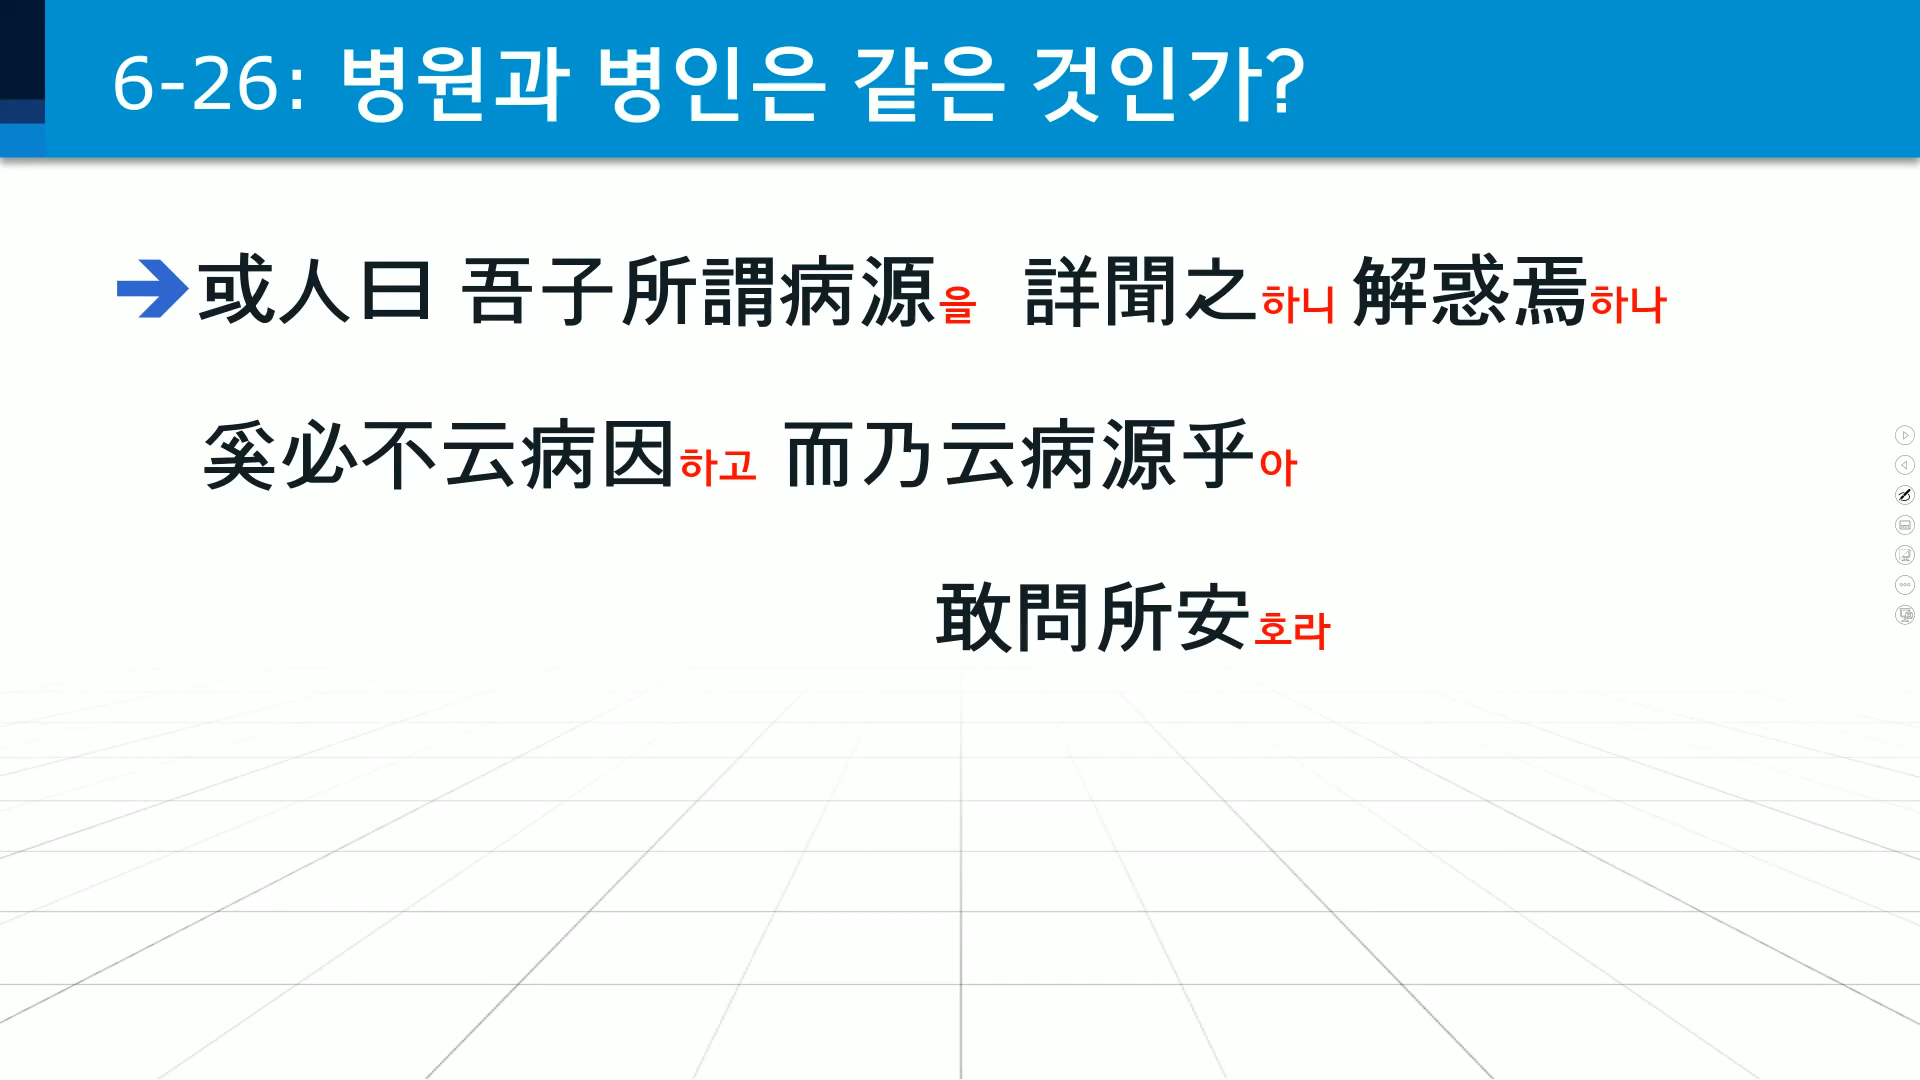 6-26: 병원과 병인은 같은 것인가?
或人曰 吾子所謂病源을 詳聞之하니 解惑焉하나
奚必不云病因하고 而乃云病源乎아
敢問所安호라